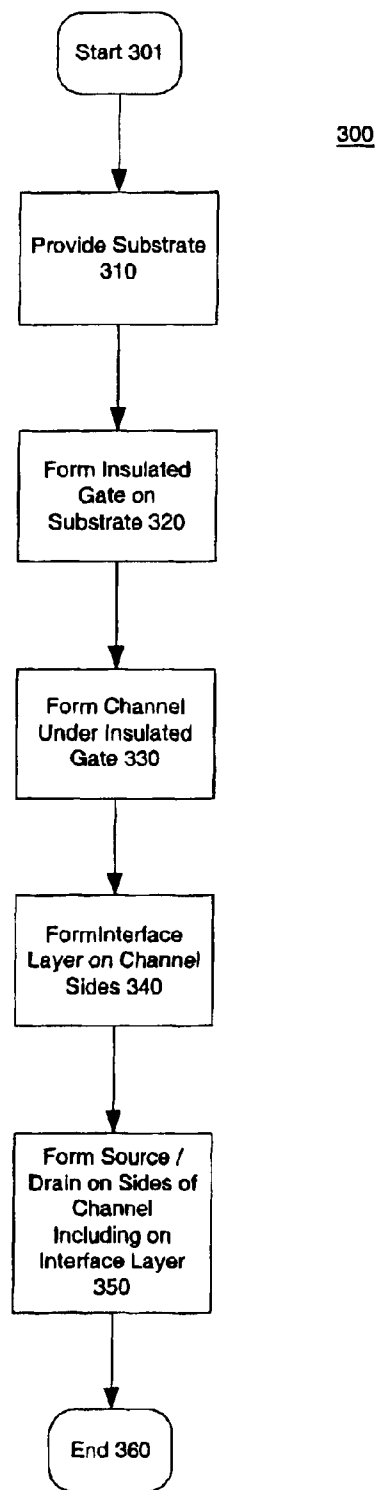 Start 301
300
Provide Substrate
310
Form Insulated
Gate on
Substrate 320
Form Channel
Under Insulated
Gate 330
FormInterface
Layer on Channel
Sides 340
Form Source /
Drain on Sides of
Channel
Including on
Interface Layer
350
End 360